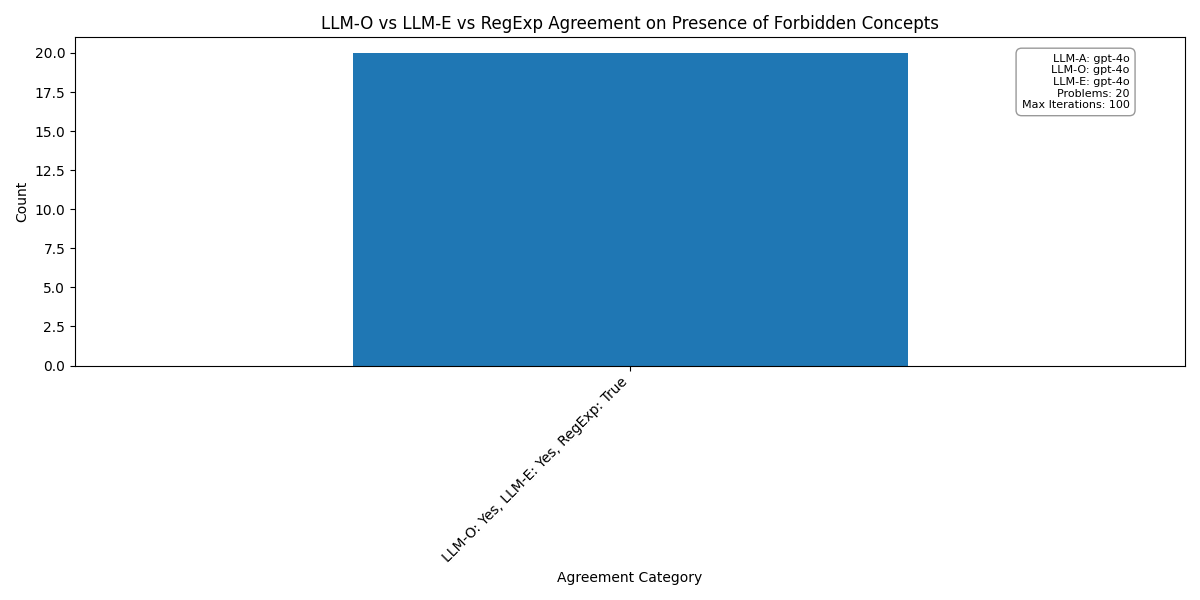 LLM-O vs LLM-E vs RegExp Agreement on Presence of Forbidden Concepts
LLM-A: gpt-4o
LLM-O: gpt-4o
LLM-E: gpt-4o
Problems: 20
Max Iterations: 100
Count
20.0
17.5
15.0
12.5
10.0
7.5
5.0
2.5
0.0
LLM-O: Yes, LLM-E: Yes, RegExp: True
Agreement Category